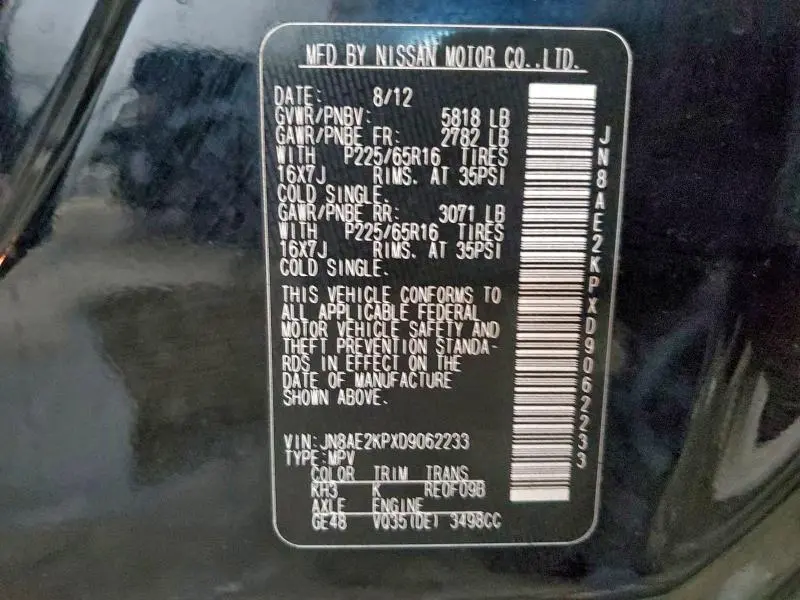 MFD BY NISSAN MOTOR CO.,LTD.
DATE: 8/12
GVWR/PNBV: 5818 LB
GAWR/PNBE FR: 2782 LB
WITH P225/65R16 TIRES
16X7J RIMS. AT 35PSI
COLD SINGLE.
GAWR/PNBE RR: 3071 LB
WITH P225/65R16 TIRES
16X7J RIMS. AT 35PSI
COLD SINGLE.
THIS VEHICLE CONFORMS TO
ALL APPLICABLE FEDERAL
MOTOR VEHICLE SAFETY AND
THEFT PREVENTION STANDA-
RDS IN EFFECT ON THE
DATE OF MANUFACTURE
SHOWN ABOVE.
VIN:JN8AE2KPXD9062233
TYPE:MPV
COLOR TRIM TRANS
KH3 K RE0F09B
AXLE ENGINE
GE48 VQ35(DE) 3498CC
JN8AE2KPXD9062233